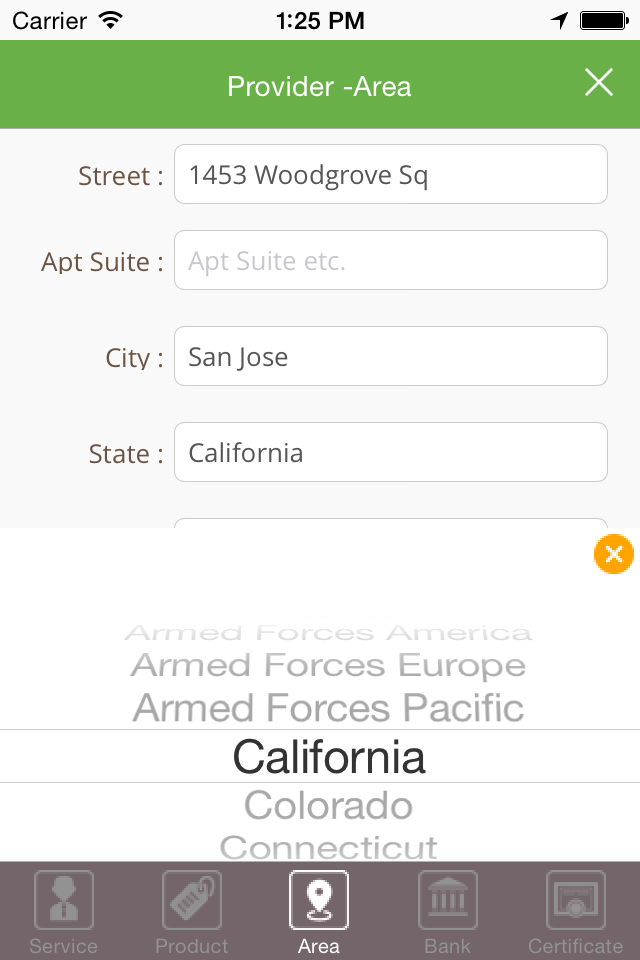 Carrier 1:25 PM
Provider -Area
Street : 1453 Woodgrove Sq
Apt Suite : Apt Suite etc.
City : San Jose
State : California
Armed Forces America
Armed Forces Europe
Armed Forces Pacific
California
Colorado
Connecticut
Service Product Area Bank Certificate